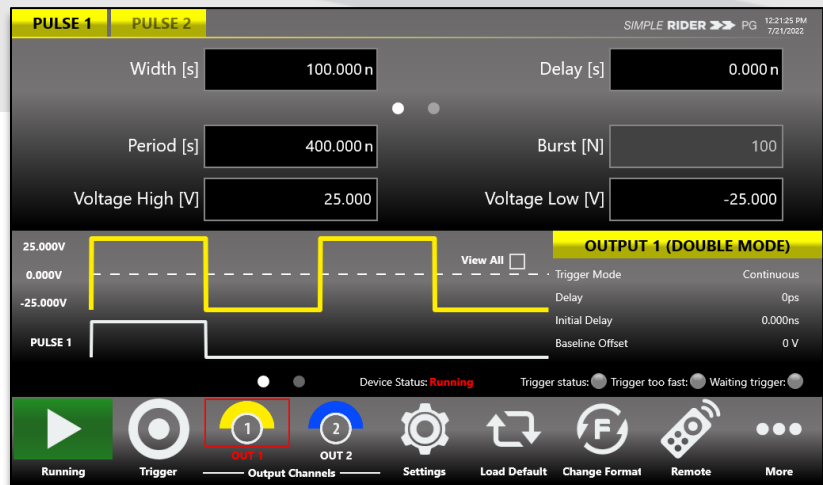 PULSE 1
PULSE 2
SIMPLE RIDER PG
12:21:25 PM
7/21/2022
Width [s]
100.000 n
Delay [s]
0.000 n
Period [s]
400.000 n
Burst [N]
100
Voltage High [V]
25.000
Voltage Low [V]
-25.000
25.000V
0.000V
-25.000V
PULSE 1
View All
OUTPUT 1 (DOUBLE MODE)
Trigger Mode Continuous
Delay 0ps
Initial Delay 0.000ns
Baseline Offset 0 V
Device Status: Running
Trigger status:
Trigger too fast:
Waiting trigger:
1
2
F
OUT 1
OUT 2
Running
Trigger
Output Channels
Settings
Load Default
Change Format
Remote
More